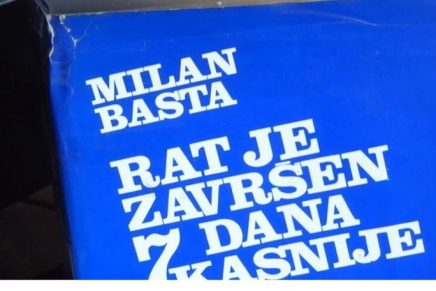 MILAN
BASTA
RAT JE
ZAVRŠEN
7 DANA
KASNIJE